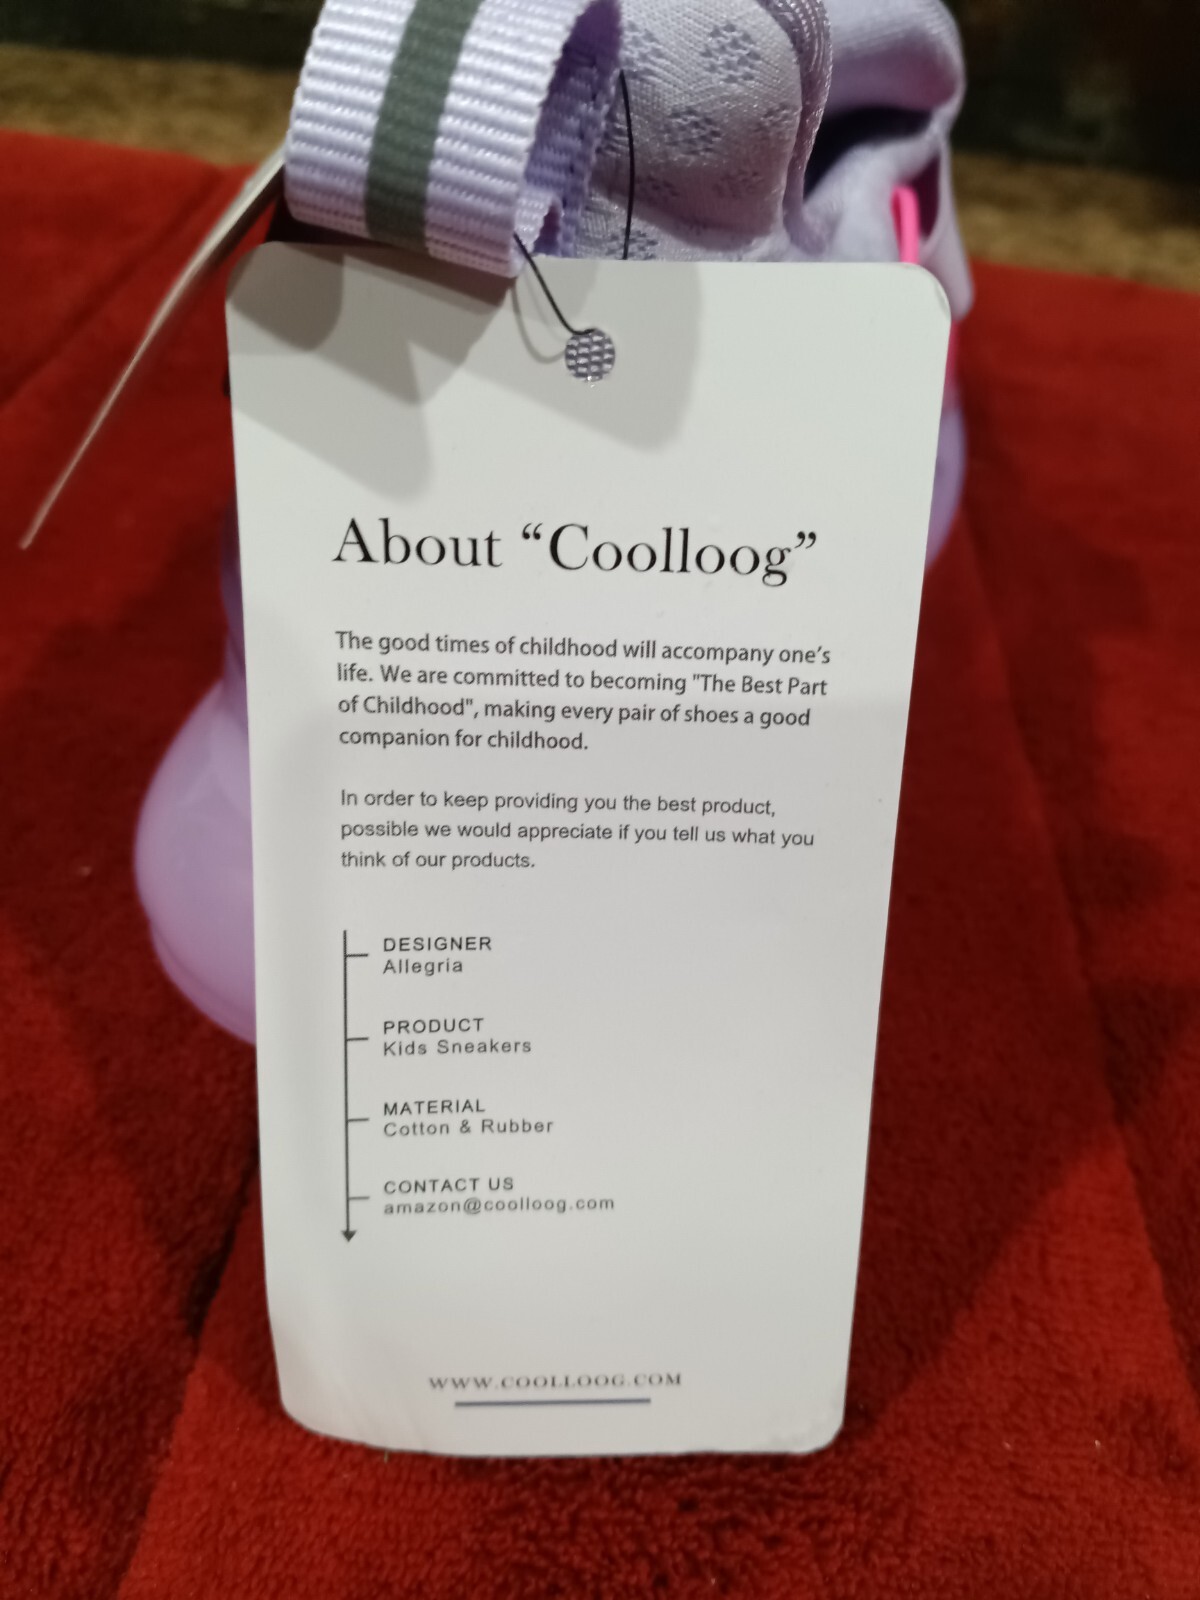 About “Coolloog”
The good times of childhood will accompany one’s
life. We are committed to becoming "The Best Part
of Childhood", making every pair of shoes a good
companion for childhood.
In order to keep providing you the best product,
possible we would appreciate if you tell us what you
think of our products.
DESIGNER
Allegria
PRODUCT
Kids Sneakers
MATERIAL
Cotton & Rubber
CONTACT US
amazon@coolloog.com
WWW.COOLLOOG.COM